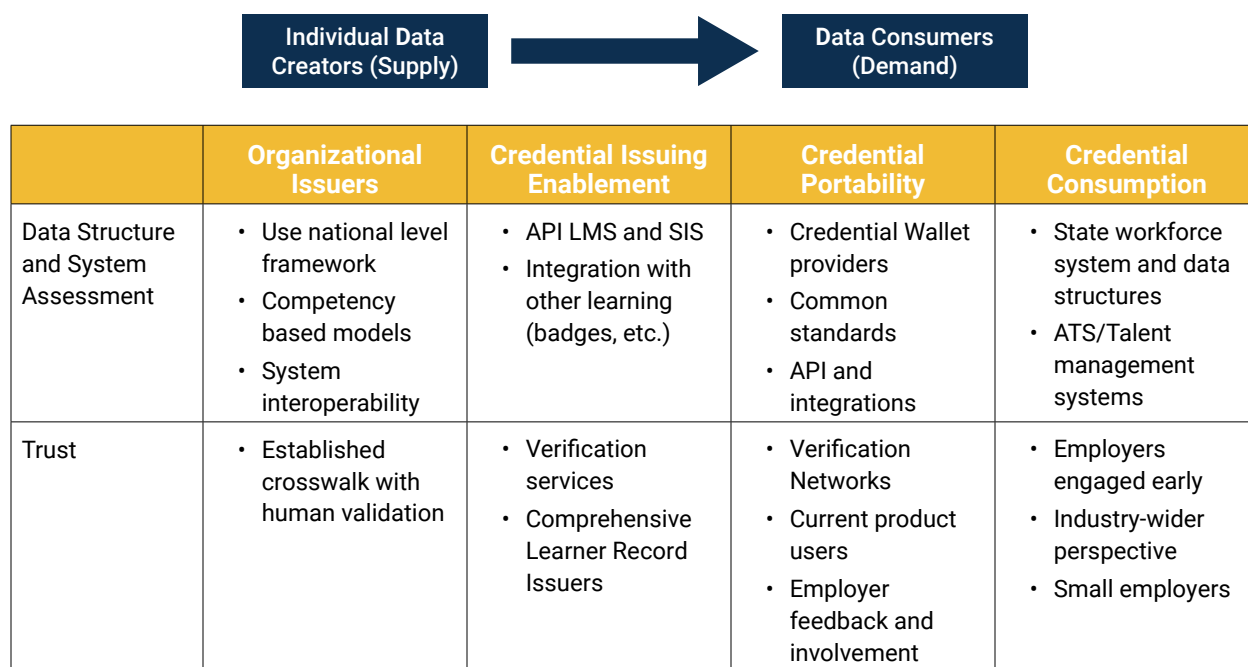 Individual Data
Creators (Supply)
Data Consumers
(Demand)
Organizational
Issuers
Credential Issuing
Enablement
Credential
Portability
Credential
Consumption
Data Structure
and System
Assessment
• Use national level
framework
• Competency
based models
• System
interoperability
• API LMS and SIS
• Integration with
other learning
(badges, etc.)
• Credential Wallet
providers
• Common
standards
• API and
integrations
• State workforce
system and data
structures
• ATS/Talent
management
systems
Trust
• Established
crosswalk with
human validation
• Verification
services
• Comprehensive
Learner Record
Issuers
• Verification
Networks
• Current product
users
• Employer
feedback and
involvement
• Employers
engaged early
• Industry-wider
perspective
• Small employers